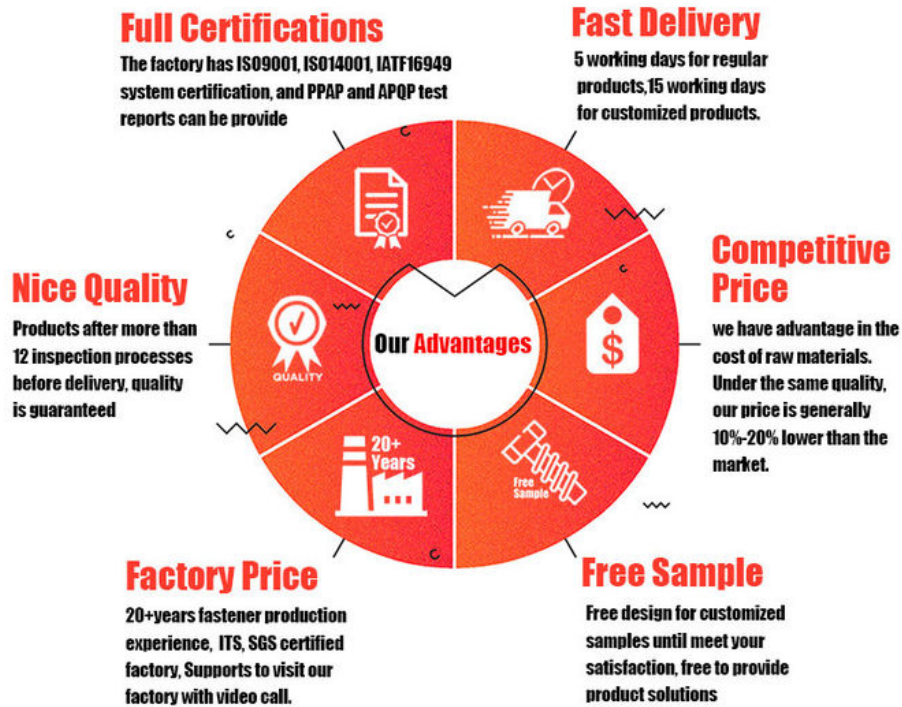 Full Certifications
The factory has ISO9001, ISO14001, IATF16949
system certification, and PPAP and APQP test
reports can be provide
Fast Delivery
5 working days for regular
products,15 working days
for customized products.
Nice Quality
Products after more than
12 inspection processes
before delivery, quality
is guaranteed
QUALITY
Our Advantages
$
Competitive
Price
we have advantage in the
cost of raw materials.
Under the same quality,
our price is generally
10%-20% lower than the
market.
20+
Years
Free
Sample
Factory Price
20+years fastener production
experience, ITS, SGS certified
factory, Supports to visit our
factory with video call.
Free Sample
Free design for customized
samples until meet your
satisfaction, free to provide
product solutions